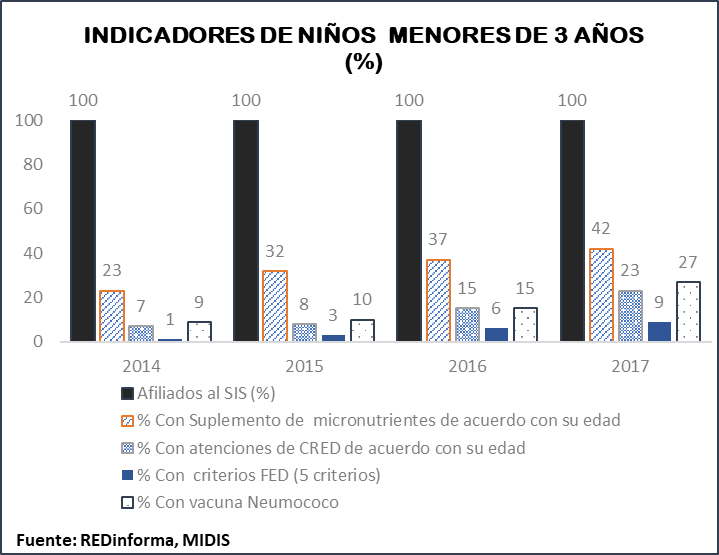 INDICADORES DE NIÑOS MENORES DE 3 AÑOS
(%)
100 100 100 100
100
80
60
40
20
0
23 7 1 9
32 8 3 10
37 15 6 15
42 23 9 27
2014 2015 2016 2017
Afiliados al SIS (%)
% Con Suplemento de micronutrientes de acuerdo con su edad
% Con atenciones de CRED de acuerdo con su edad
% Con criterios FED (5 criterios)
% Con vacuna Neumococo
Fuente: REDinforma, MIDIS